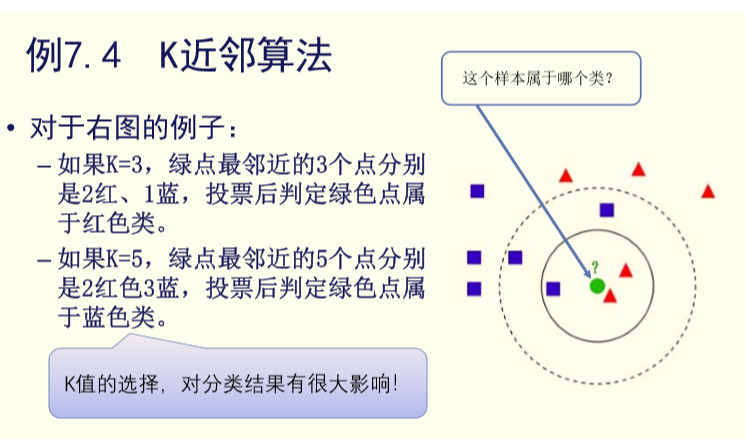 例7.4 K近邻算法
这个样本属于哪个类？
• 对于右图的例子：
– 如果K=3，绿点最邻近的3个点分别
是2红、1蓝，投票后判定绿色点属
于红色类。
– 如果K=5，绿点最邻近的5个点分别
是2红色3蓝，投票后判定绿色点属
于蓝色类。
?
K值的选择，对分类结果有很大影响!